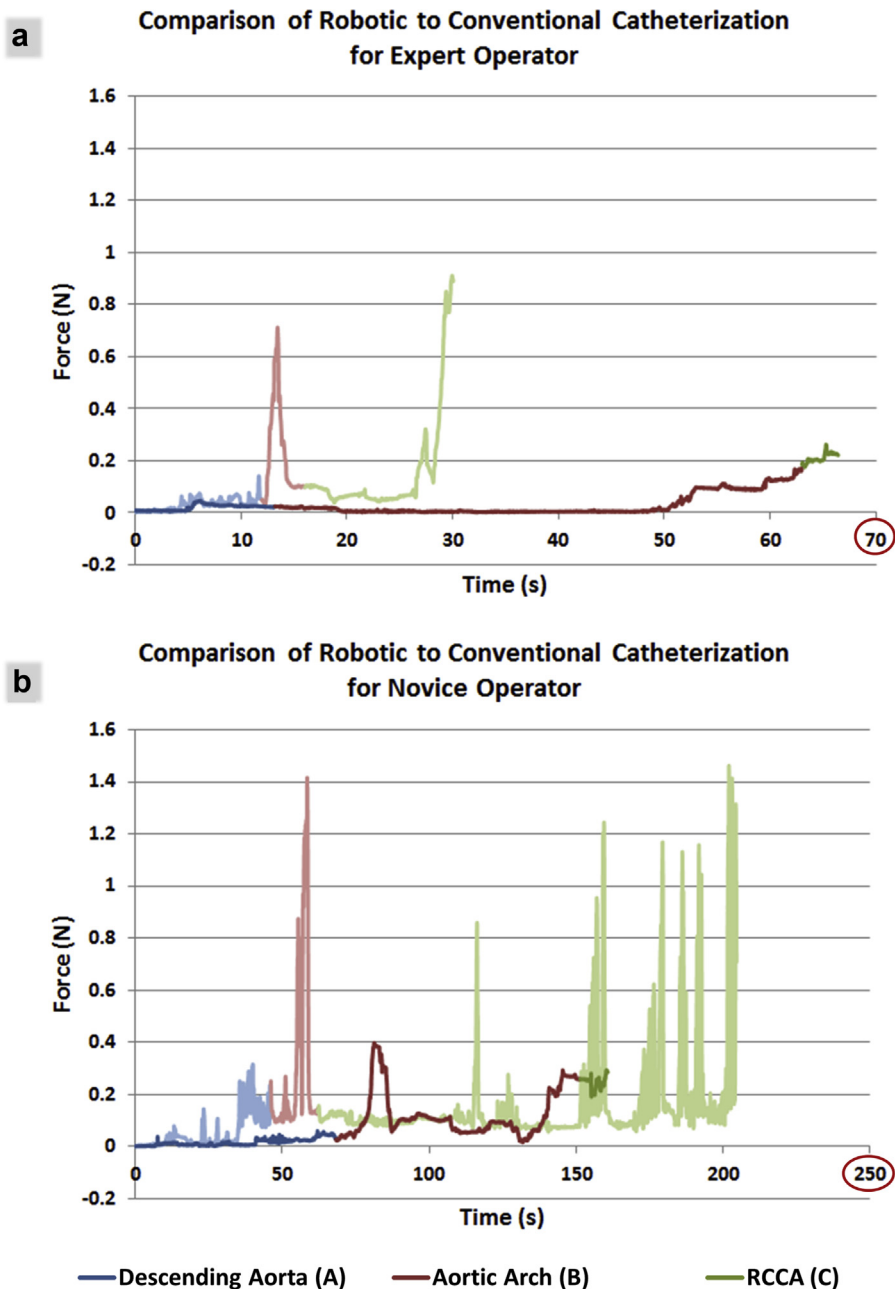 a
Comparison of Robotic to Conventional Catheterization
for Expert Operator
1.6
1.4
1.2
1
0.8
0.6
0.4
0.2
0
-0.2
Force (N)
0 10 20 30 40 50 60 70
Time (s)
b
Comparison of Robotic to Conventional Catheterization
for Novice Operator
1.6
1.4
1.2
1
0.8
0.6
0.4
0.2
0
-0.2
Force (N)
0 50 100 150 200 250
Time (s)
Descending Aorta (A) Aortic Arch (B) RCCA (C)